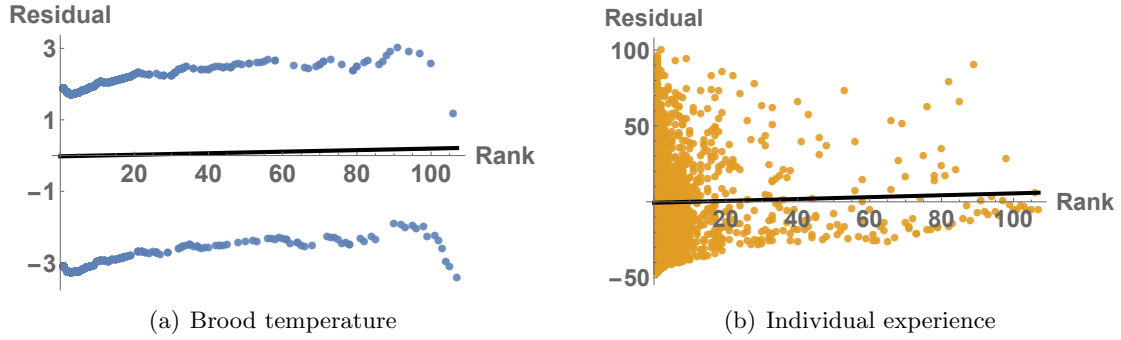 Residual
3
1
−1
−3
20 40 60 80 100
Rank
(a) Brood temperature
Residual
100
50
−50
20 40 60 80 100
Rank
(b) Individual experience